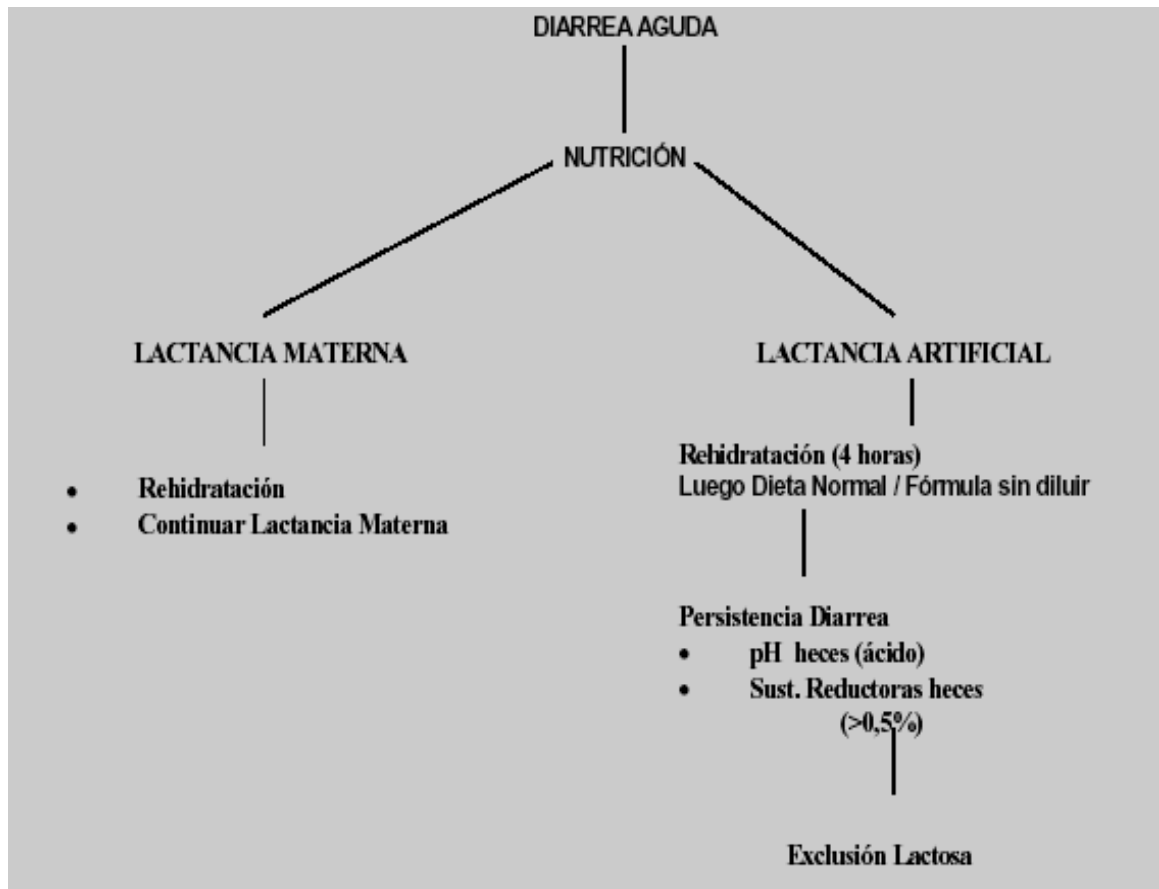 DIARREA AGUDA
NUTRICIÓN
LACTANCIA MATERNA
• Rehidratación
• Continuar Lactancia Materna
LACTANCIA ARTIFICIAL
Rehidratación (4 horas)
Luego Dieta Normal / Fórmula sin diluir
Persistencia Diarrea
• pH heces (ácido)
• Sust. Reductoras heces
(>0,5%)
Exclusión Lactosa